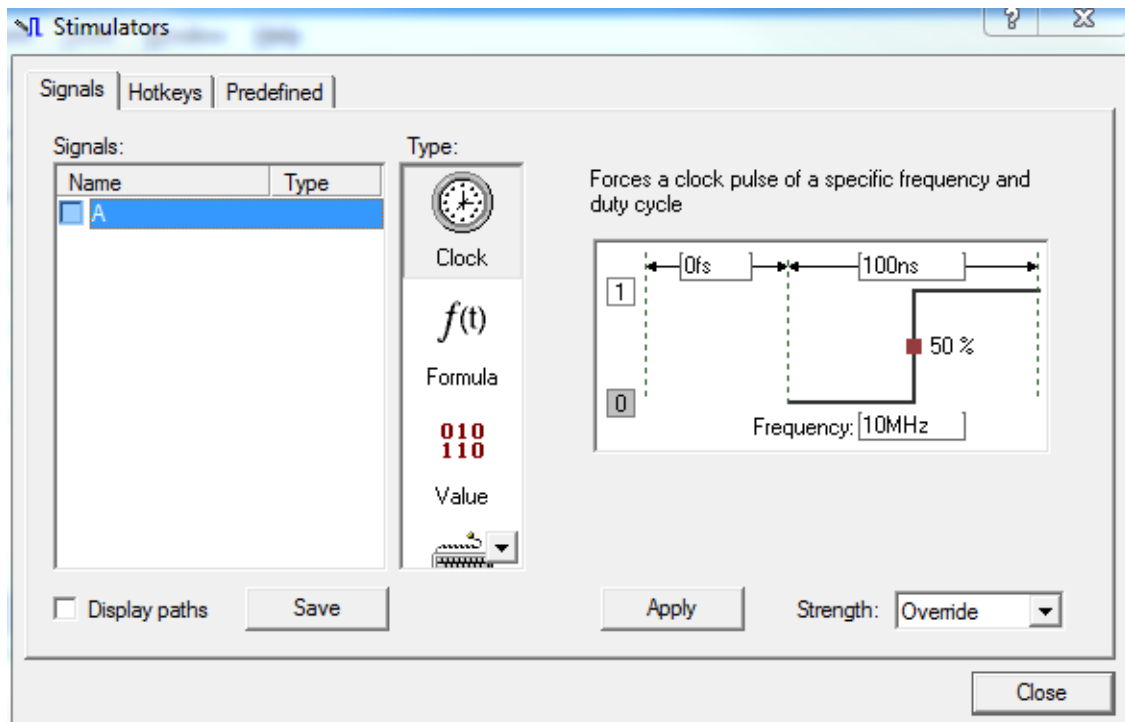 Stimulators
?
Signals Hotkeys Predefined
Signals:
Name Type
A
Type:
Clock
f(t)
Formula
010
110
Value
Forces a clock pulse of a specific frequency and
duty cycle
0fs 100ns
1
50 %
0
Frequency: 10MHz
Display paths Save
Apply Strength: Override
Close